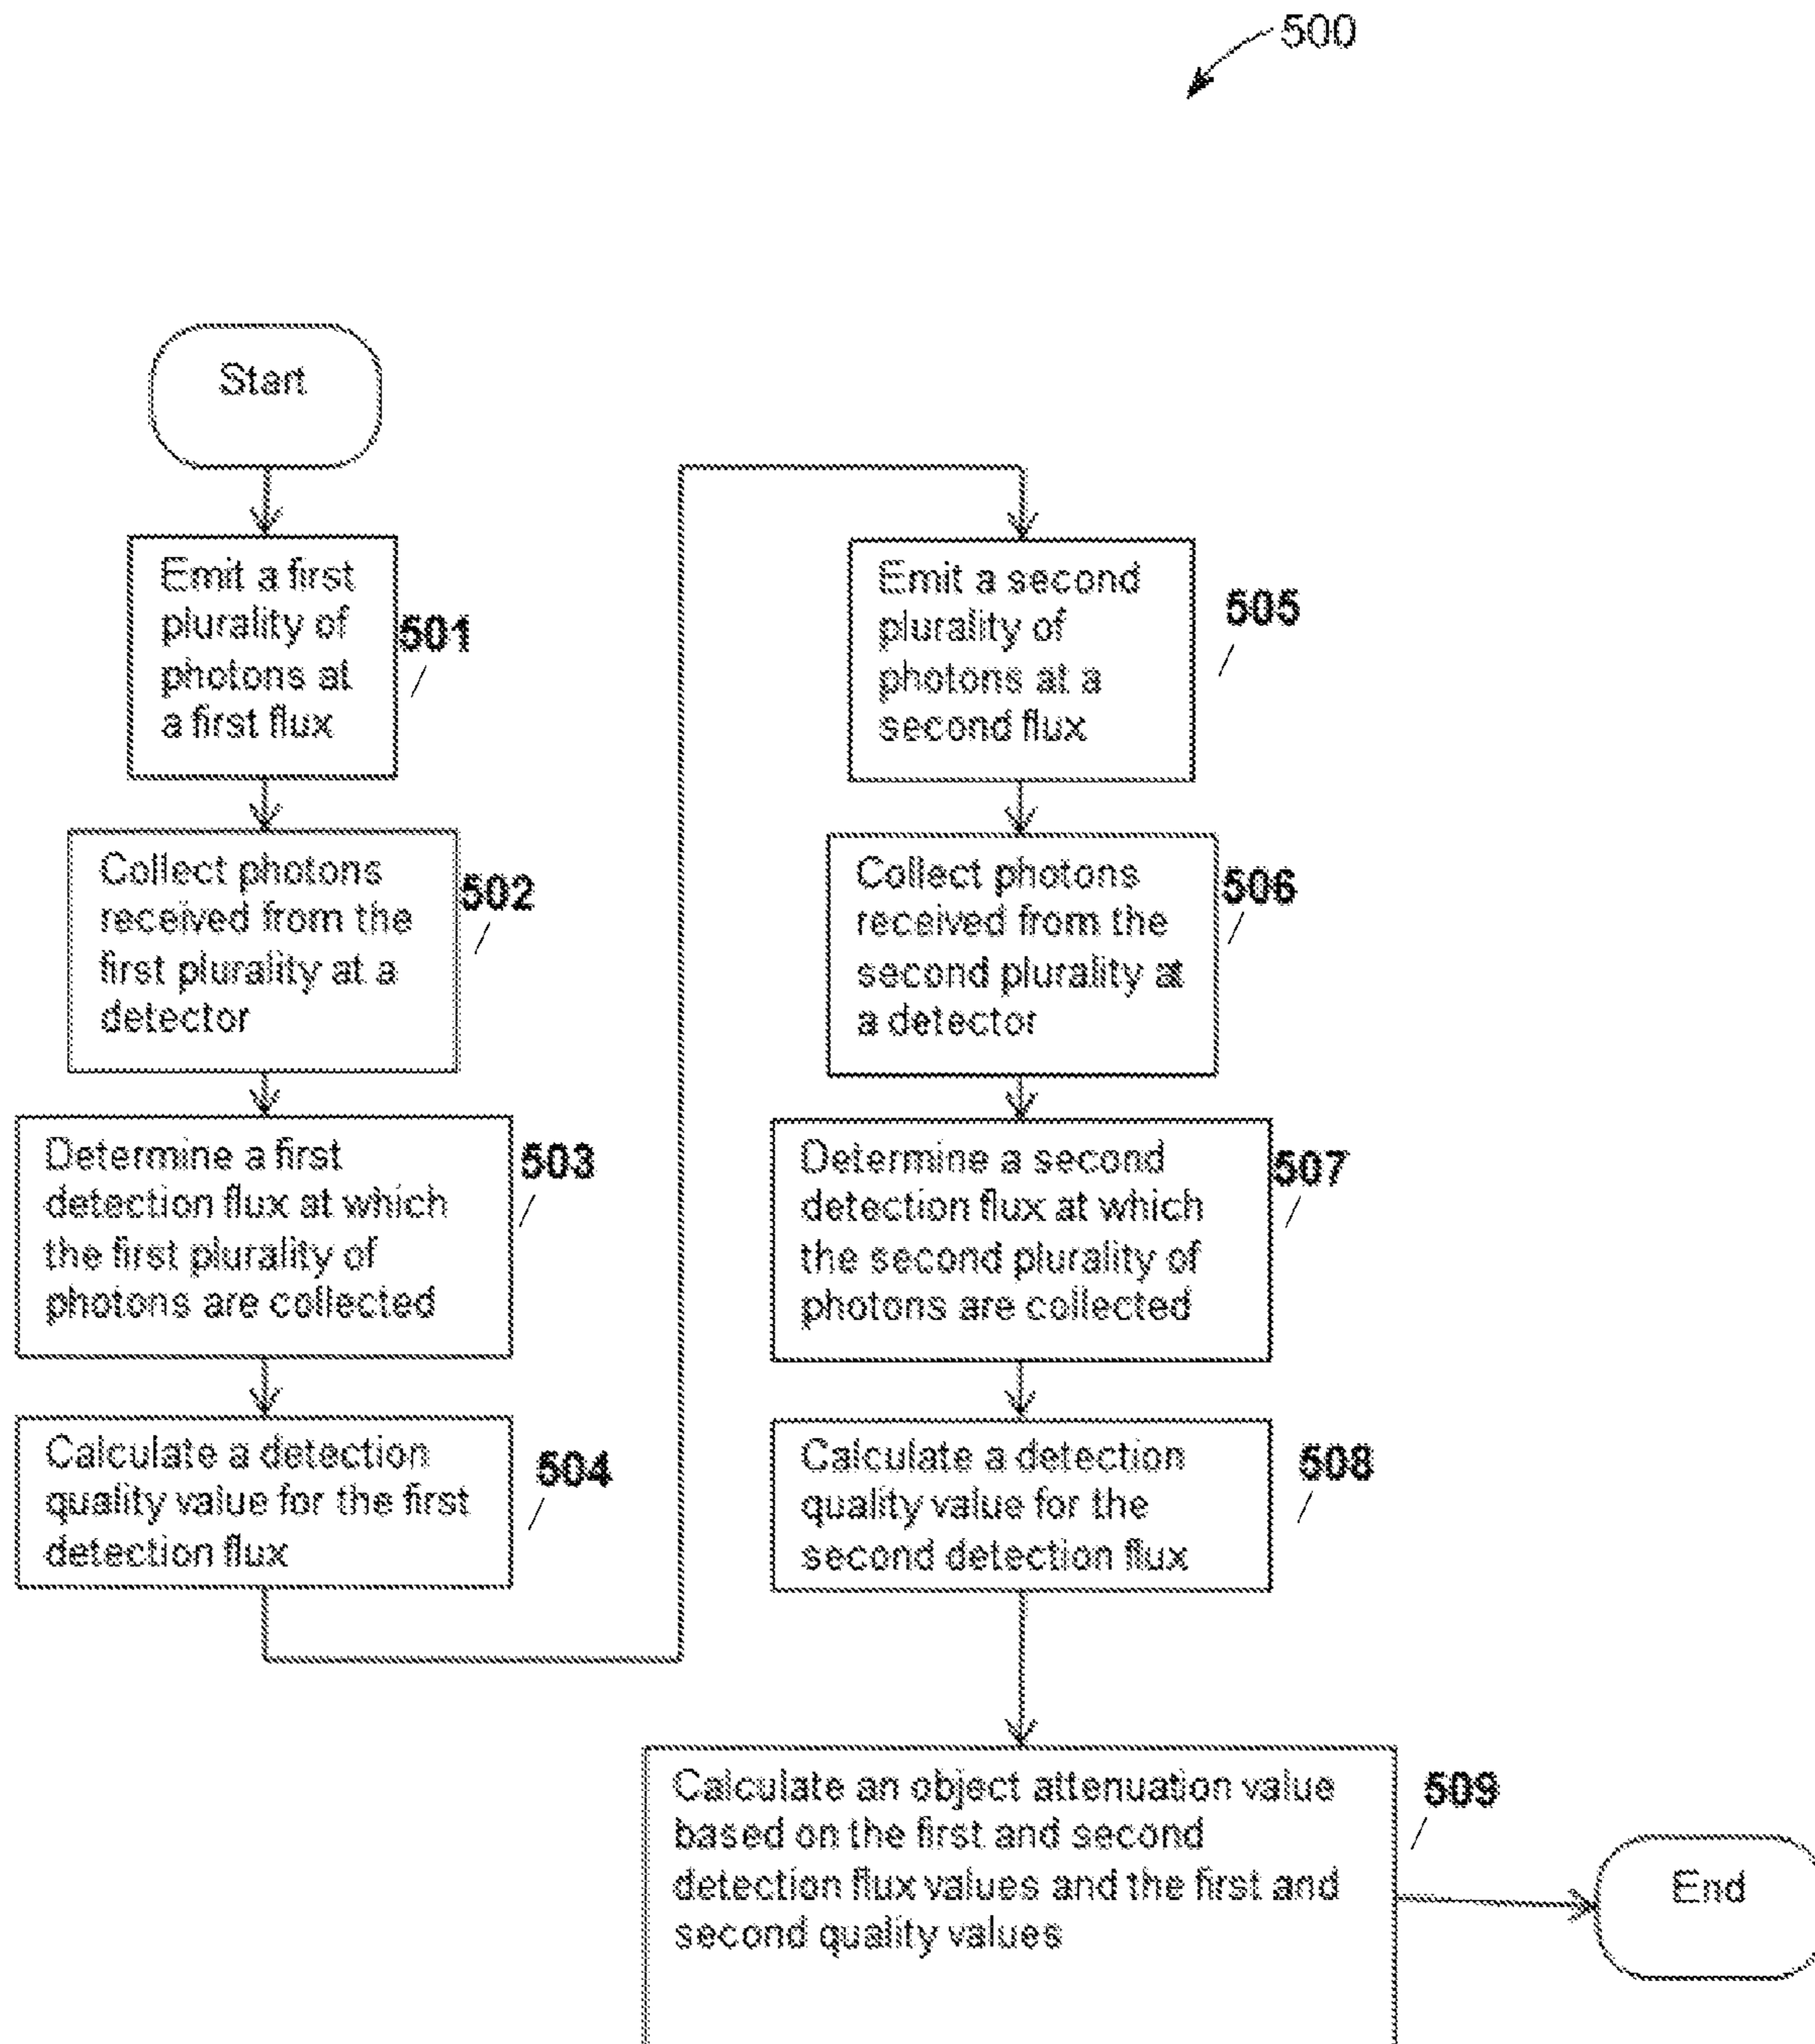 500
Start
Emit a first
plurality of
photons at
a first flux
501
Collect photons
received from the
first plurality at a
detector
502
Determine a first
detection flux at which
the first plurality of
photons are collected
503
Calculate a detection
quality value for the first
detection flux
504
Emit a second
plurality of
photons at a
second flux
505
Collect photons
received from the
second plurality at
a detector
506
Determine a second
detection flux at which
the second plurality of
photons are collected
507
Calculate a detection
quality value for the
second detection flux
508
Calculate an object attenuation value
based on the first and second
detection flux values and the first and
second quality values
509
End